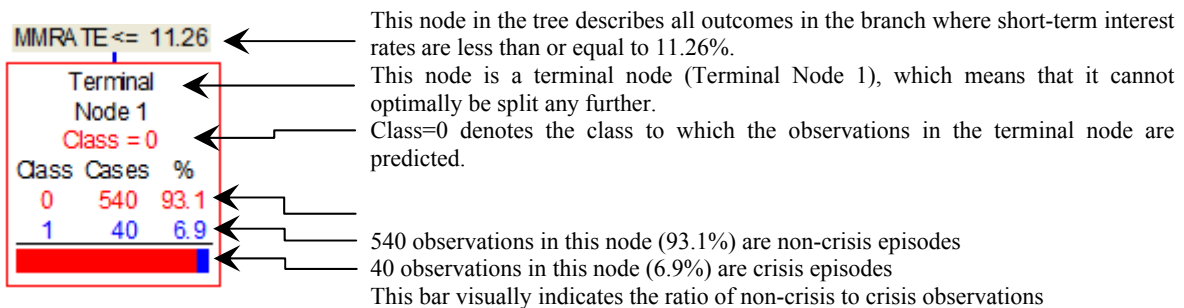 MMRATE<= 11.26
Terminal
Node 1
Class = 0
Class Cases %
0 540 93.1
1 40 6.9
This node in the tree describes all outcomes in the branch where short-term interest
rates are less than or equal to 11.26%.
This node is a terminal node (Terminal Node 1), which means that it cannot
optimally be split any further.
Class=0 denotes the class to which the observations in the terminal node are
predicted.
540 observations in this node (93.1%) are non-crisis episodes
40 observations in this node (6.9%) are crisis episodes
This bar visually indicates the ratio of non-crisis to crisis observations